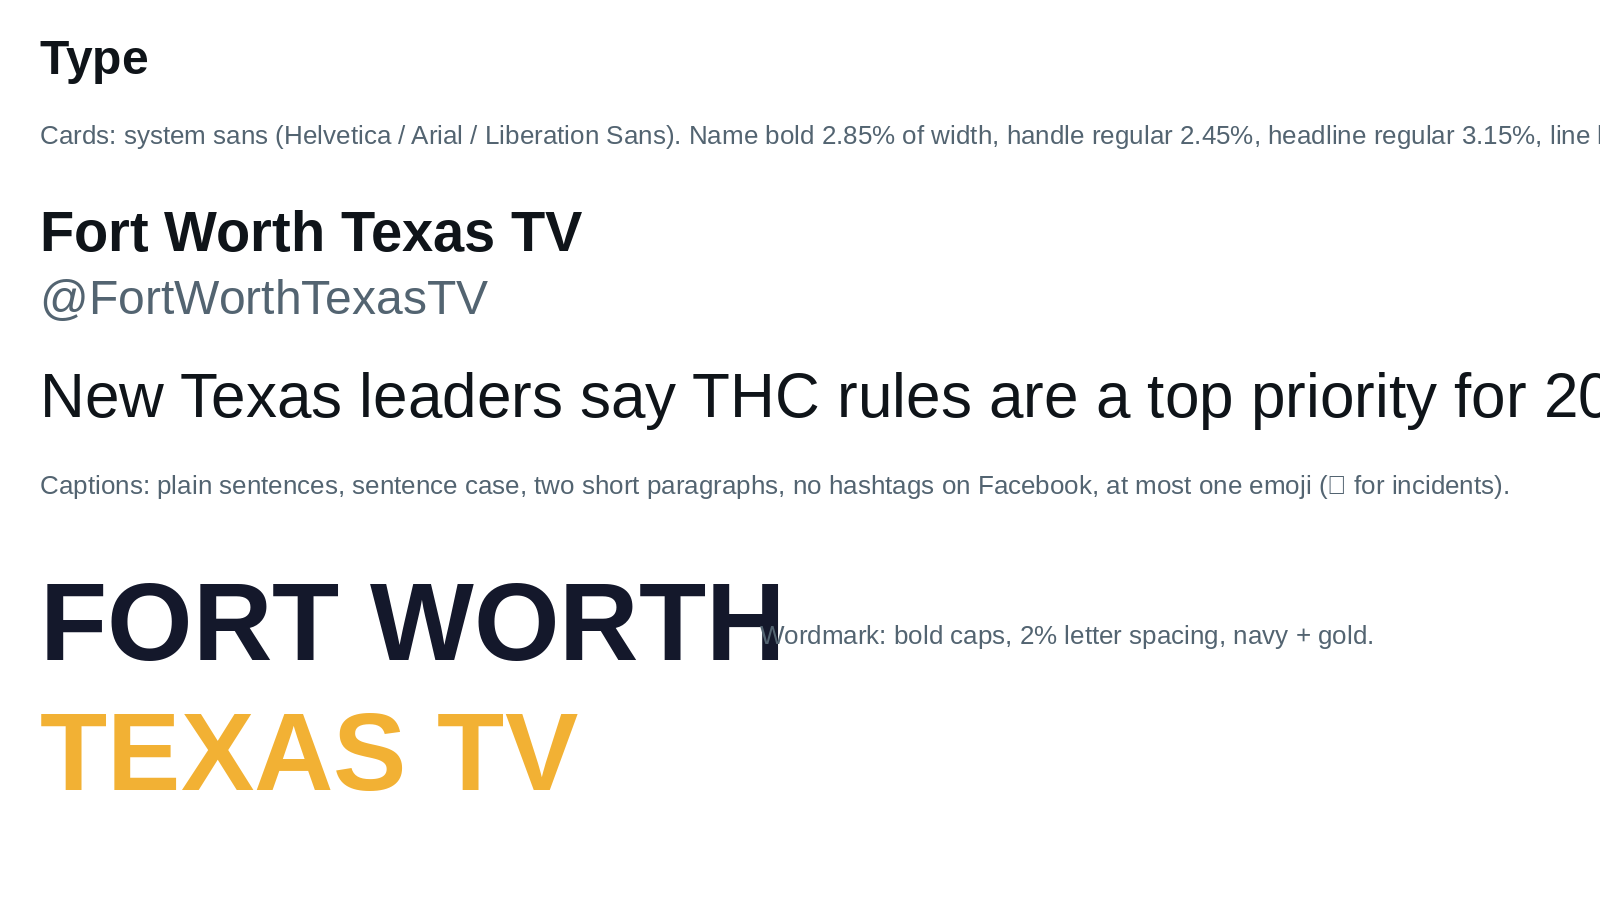 Type
Cards: system sans (Helvetica / Arial / Liberation Sans). Name bold 2.85% of width, handle regular 2.45%, headline regular 3.15%, line
Fort Worth Texas TV
@FortWorthTexasTV
New Texas leaders say THC rules are a top priority for 20
Captions: plain sentences, sentence case, two short paragraphs, no hashtags on Facebook, at most one emoji (□ for incidents).
FORT WORTH
Wordmark: bold caps, 2% letter spacing, navy + gold.
TEXAS TV